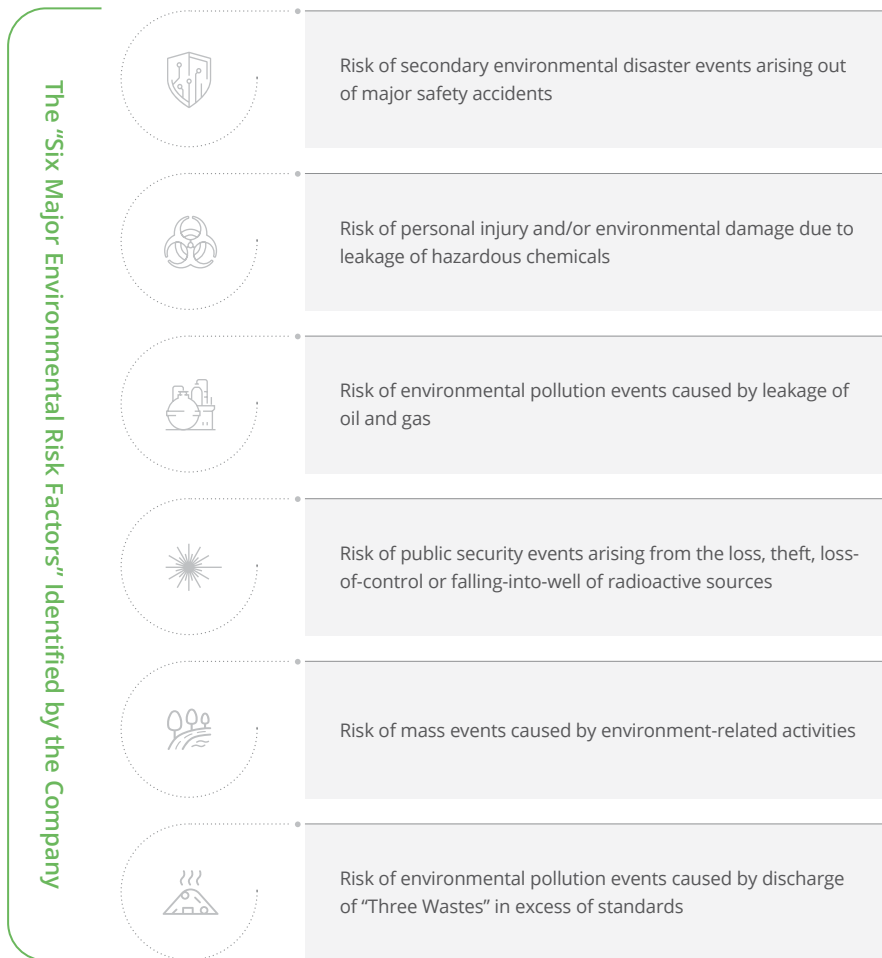 The “Six Major Environmental Risk Factors” Identified by the Company
Risk of secondary environmental disaster events arising out
of major safety accidents
Risk of personal injury and/or environmental damage due to
leakage of hazardous chemicals
Risk of environmental pollution events caused by leakage of
oil and gas
Risk of public security events arising from the loss, theft, loss-
of-control or falling-into-well of radioactive sources
Risk of mass events caused by environment-related activities
Risk of environmental pollution events caused by discharge
of “Three Wastes” in excess of standards